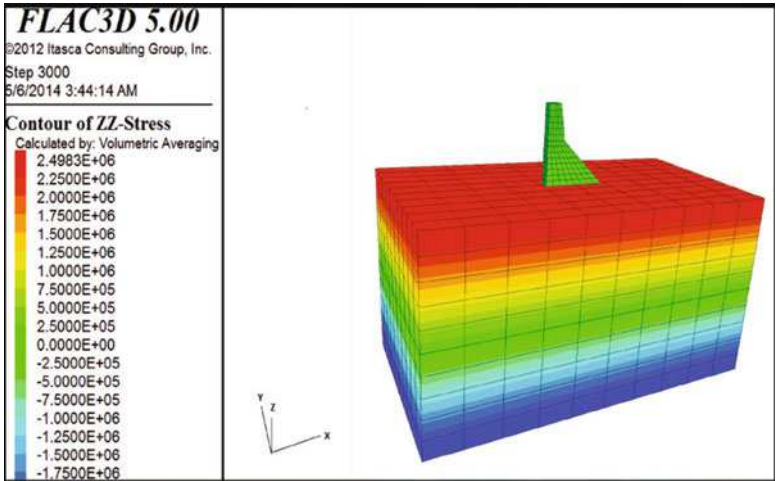 FLAC3D 5.00
©2012 Itasca Consulting Group, Inc.
Step 3000
5/6/2014 3:44:14 AM
Contour of ZZ-Stress
Calculated by: Volumetric Averaging
2.4983E+06
2.2500E+06
2.0000E+06
1.7500E+06
1.5000E+06
1.2500E+06
1.0000E+06
7.5000E+05
5.0000E+05
2.5000E+05
0.0000E+00
-2.5000E+05
-5.0000E+05
-7.5000E+05
-1.0000E+06
-1.2500E+06
-1.5000E+06
-1.7500E+06
Y
Z
X